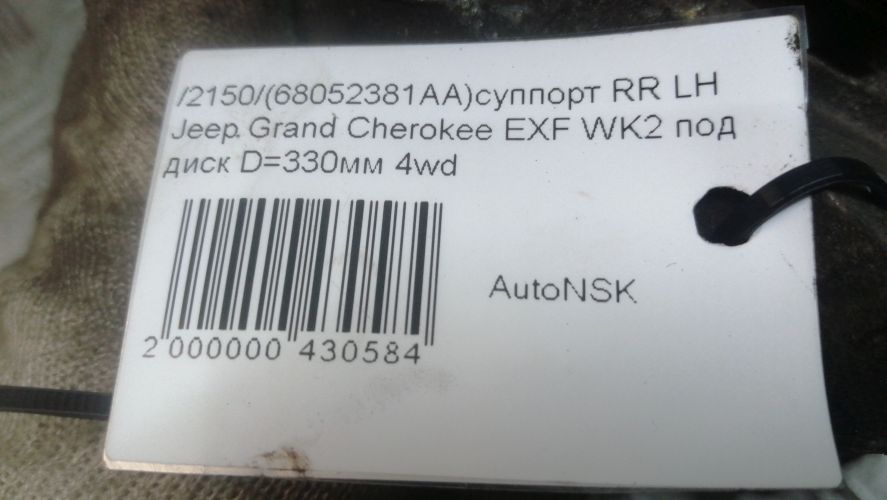 /2150/(68052381AA)суппорт RR LH
Jeep Grand Cherokee EXF WK2 под
диск D=330мм 4wd
AutoNSK
2 000000 430584